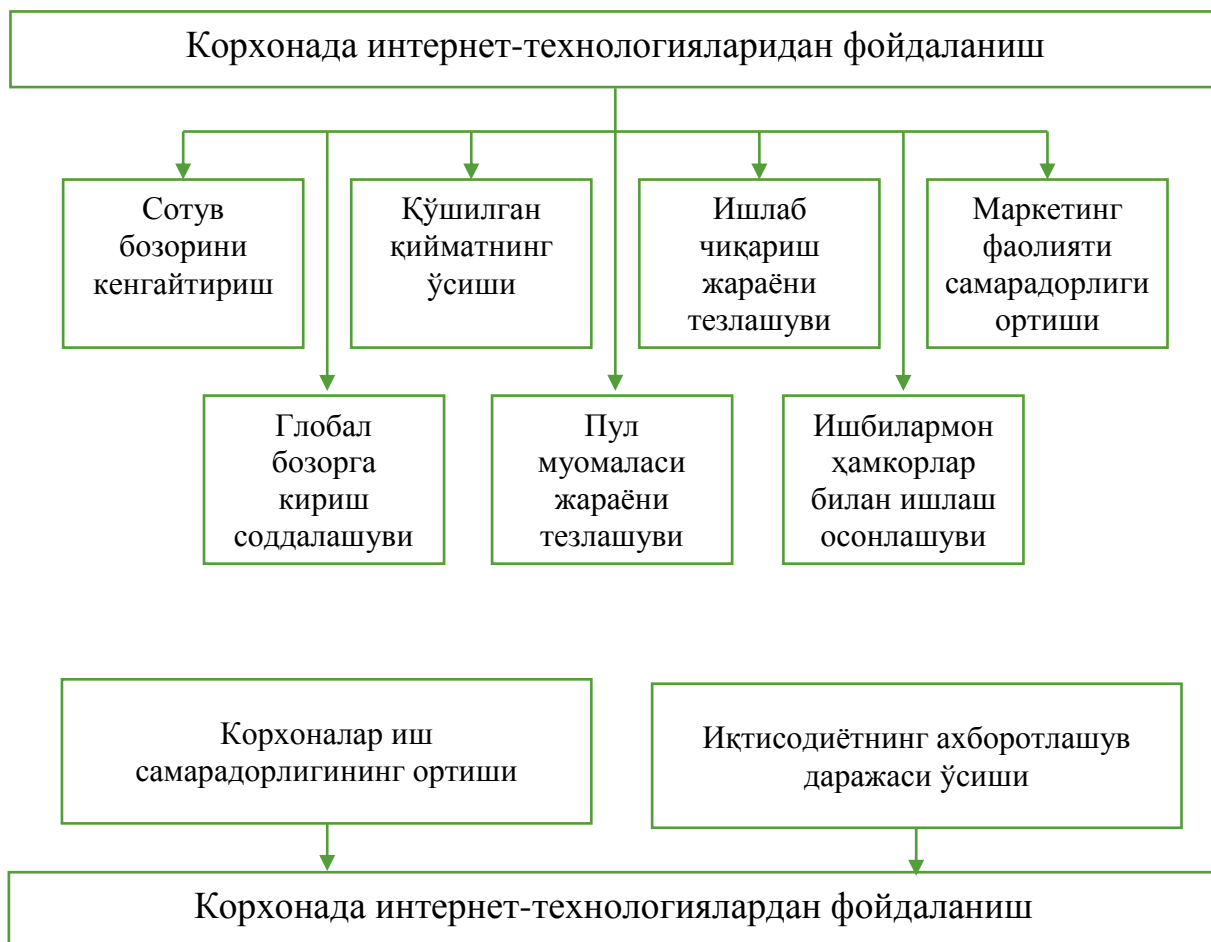 Корхонада интернет-технологияларидан фойдаланиш
Сотув
бозорини
кенгайтириш
Қўшилган
қийматнинг
ўсиши
Ишлаб
чиқариш
жараёни
тезлашуви
Маркетинг
фаолияти
самарадорлиги
ортиши
Глобал
бозорга
кириш
соддалашуви
Пул
муомаласи
жараёни
тезлашуви
Ишбилармон
ҳамкорлар
билан ишлаш
осонлашуви
Корхоналар иш
самарадорлигининг ортиши
Иқтисодиётнинг ахборотлашув
даражаси ўсиши
Корхонада интернет-технологиялардан фойдаланиш